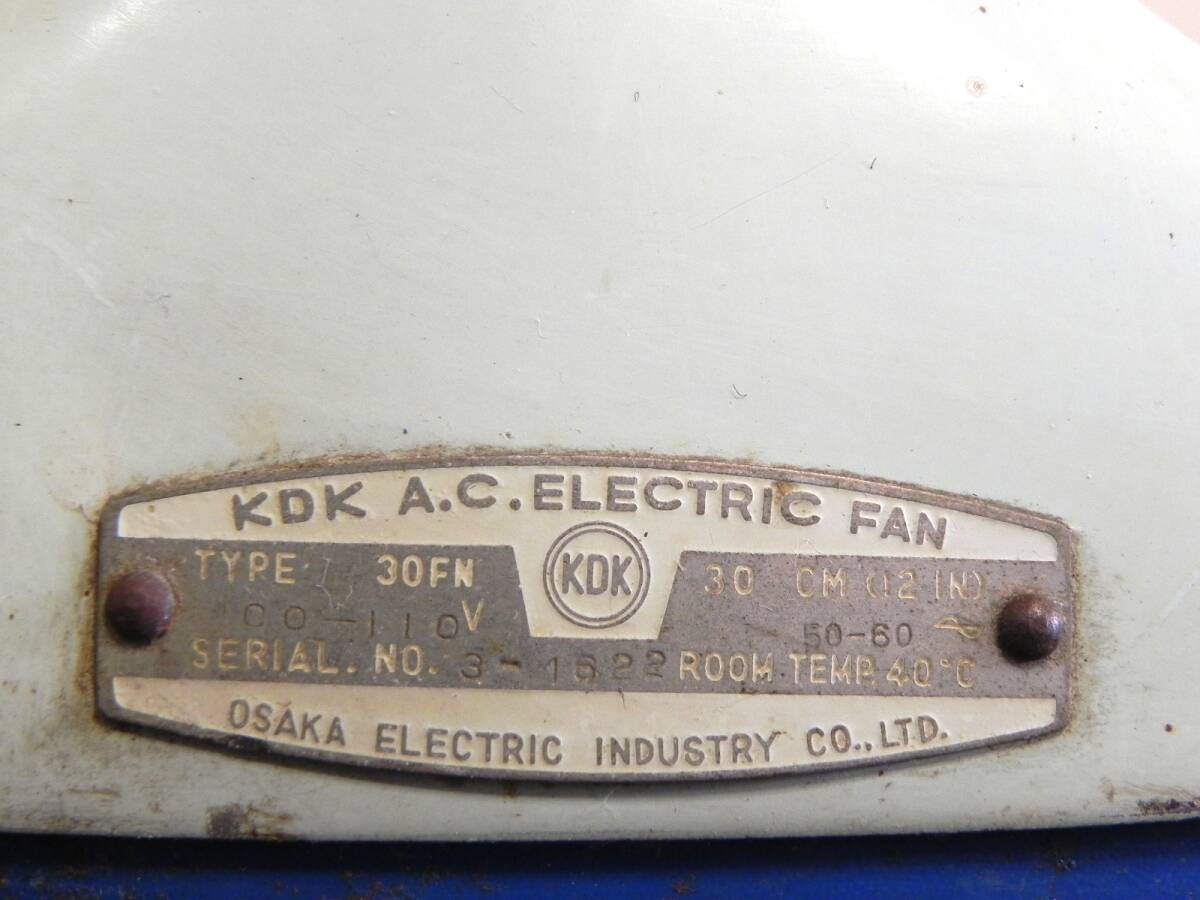 KDK A.C. ELECTRIC FAN
KDK
TYPE 30FN
30 CM (12 IN)
100-110V
50-60 ~
SERIAL. NO. 3-1622
ROOM TEMP. 40°C
OSAKA ELECTRIC INDUSTRY CO., LTD.